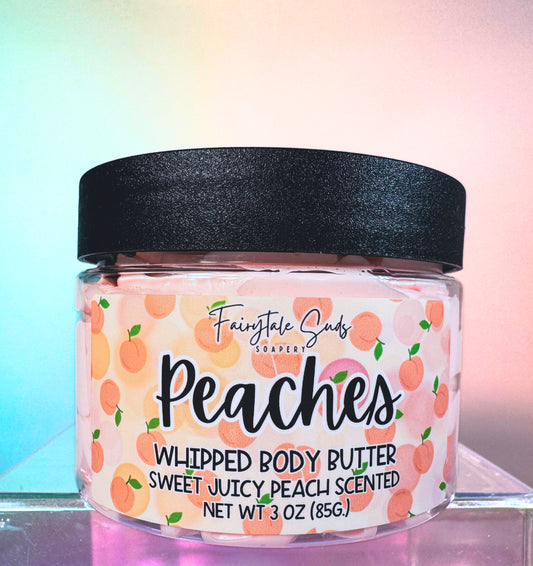 Fairytale Suds
SOAPERY
Peaches
WHIPPED BODY BUTTER
SWEET JUICY PEACH SCENTED
NET WT 3 OZ (85G.)